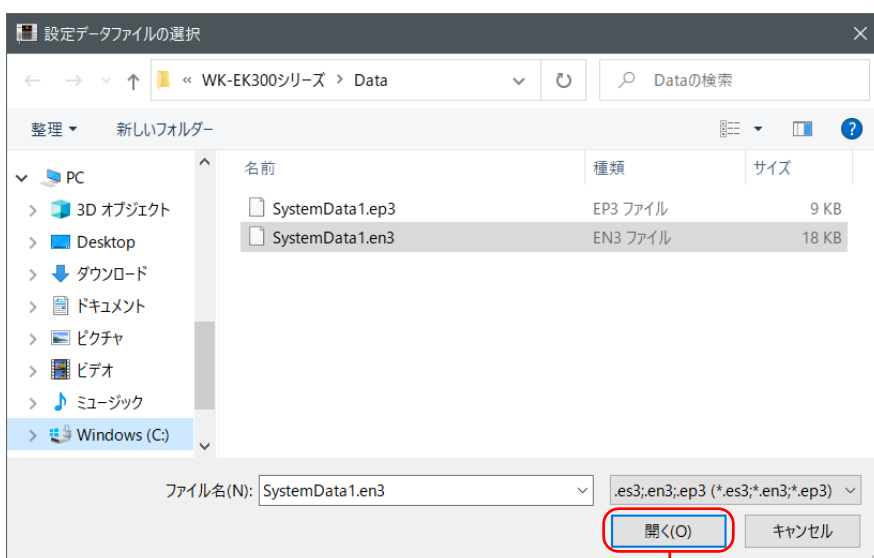 設定データファイルの選択
« WK-EK300シリーズ > Data
Dataの検索
整理 新しいフォルダー
名前 種類 サイズ
PC
3D オブジェクト
Desktop
ダウンロード
ドキュメント
ピクチャ
ビデオ
ミュージック
Windows (C:)
SystemData1.ep3 EP3 ファイル 9 KB
SystemData1.en3 EN3 ファイル 18 KB
ファイル名(N): SystemData1.en3 .es3;.en3;.ep3 (*.es3;*.en3;*.ep3)
開く(O) キャンセル